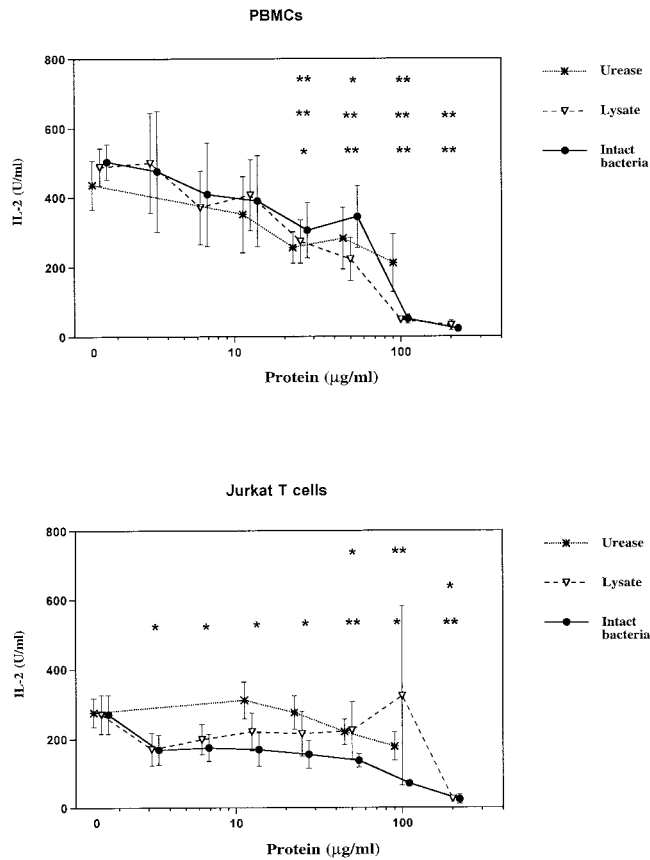 PBMCs
800
600
400
200
0
IL-2 (U/ml)
** * **
** ** ** **
* ** ** **
0 10 100
Protein (µg/ml)
Urease
Lysate
Intact
bacteria
Jurkat T cells
800
600
400
200
0
IL-2 (U/ml)
* **
*
* * * * ** * **
0 10 100
Protein (µg/ml)
Urease
Lysate
Intact
bacteria